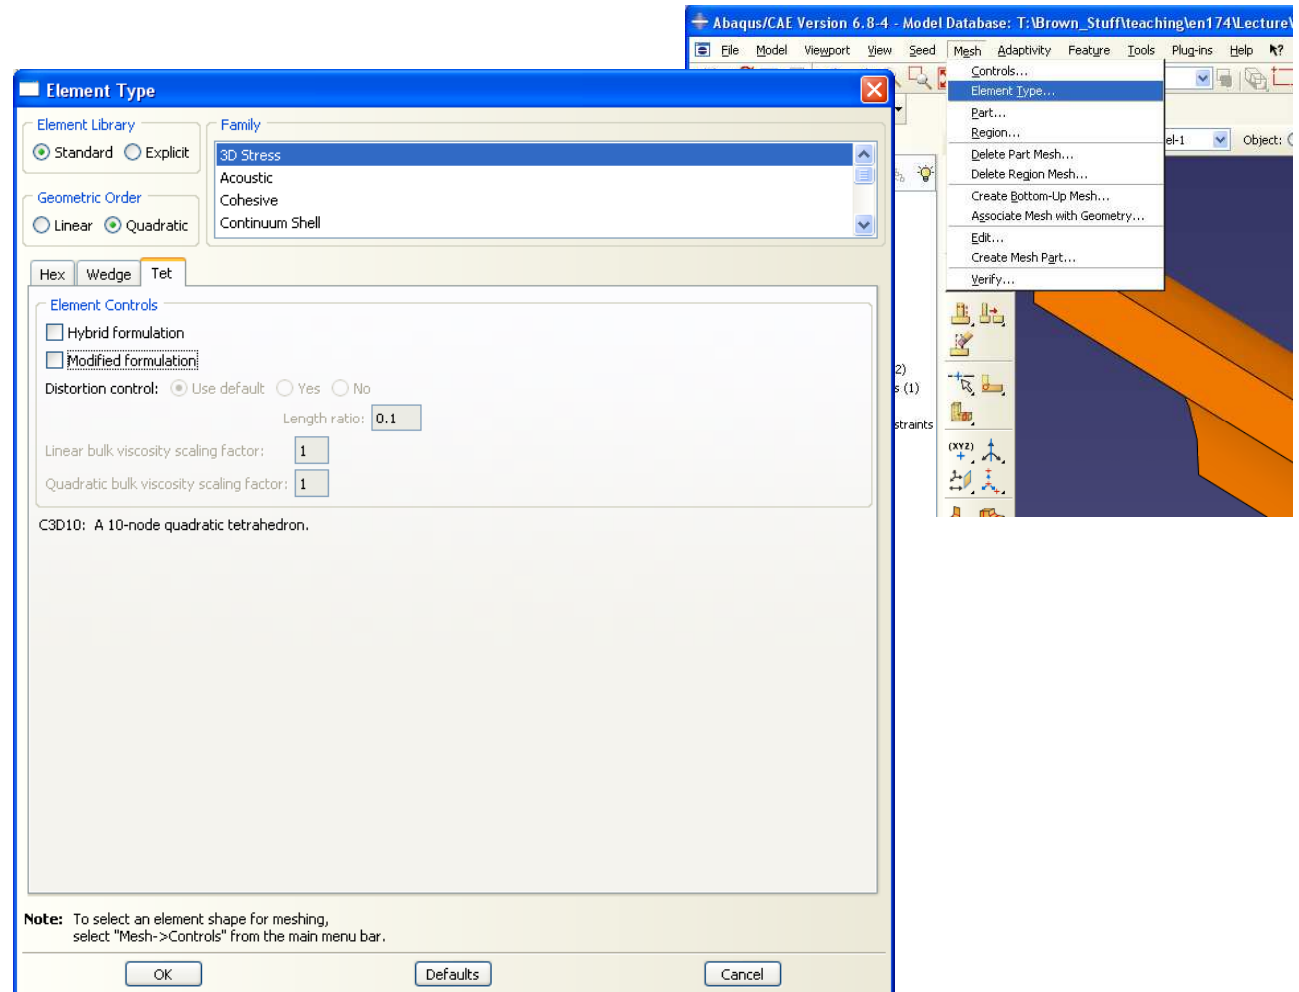 Abaqus/CAE Version 6.8-4 - Model Database: T:\Brown_Stuff\teaching\en174\Lecture\
File Model Viewport View Seed Mesh Adaptivity Feature Tools Plug-ins Help
Controls...
Element Type...
Part...
Region...
Delete Part Mesh...
Delete Region Mesh...
Create Bottom-Up Mesh...
Associate Mesh with Geometry...
Edit...
Create Mesh Part...
Verify...
el-1 Object:
2)
s (1)
straints
(XYZ)
Element Type
Element Library
Standard Explicit
Geometric Order
Linear Quadratic
Family
3D Stress
Acoustic
Cohesive
Continuum Shell
Hex Wedge Tet
Element Controls
Hybrid formulation
Modified formulation
Distortion control: Use default Yes No
Length ratio: 0.1
Linear bulk viscosity scaling factor: 1
Quadratic bulk viscosity scaling factor: 1
C3D10: A 10-node quadratic tetrahedron.
Note: To select an element shape for meshing,
select "Mesh->Controls" from the main menu bar.
OK Defaults Cancel